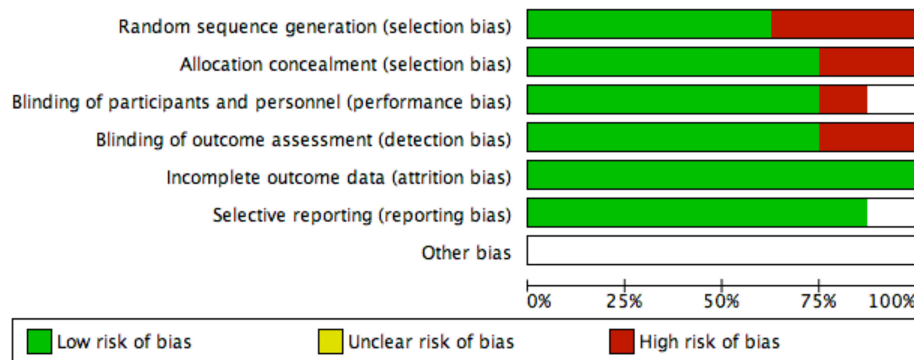 Random sequence generation (selection bias)
Allocation concealment (selection bias)
Blinding of participants and personnel (performance bias)
Blinding of outcome assessment (detection bias)
Incomplete outcome data (attrition bias)
Selective reporting (reporting bias)
Other bias
0% 25% 50% 75% 100%
Low risk of bias Unclear risk of bias High risk of bias